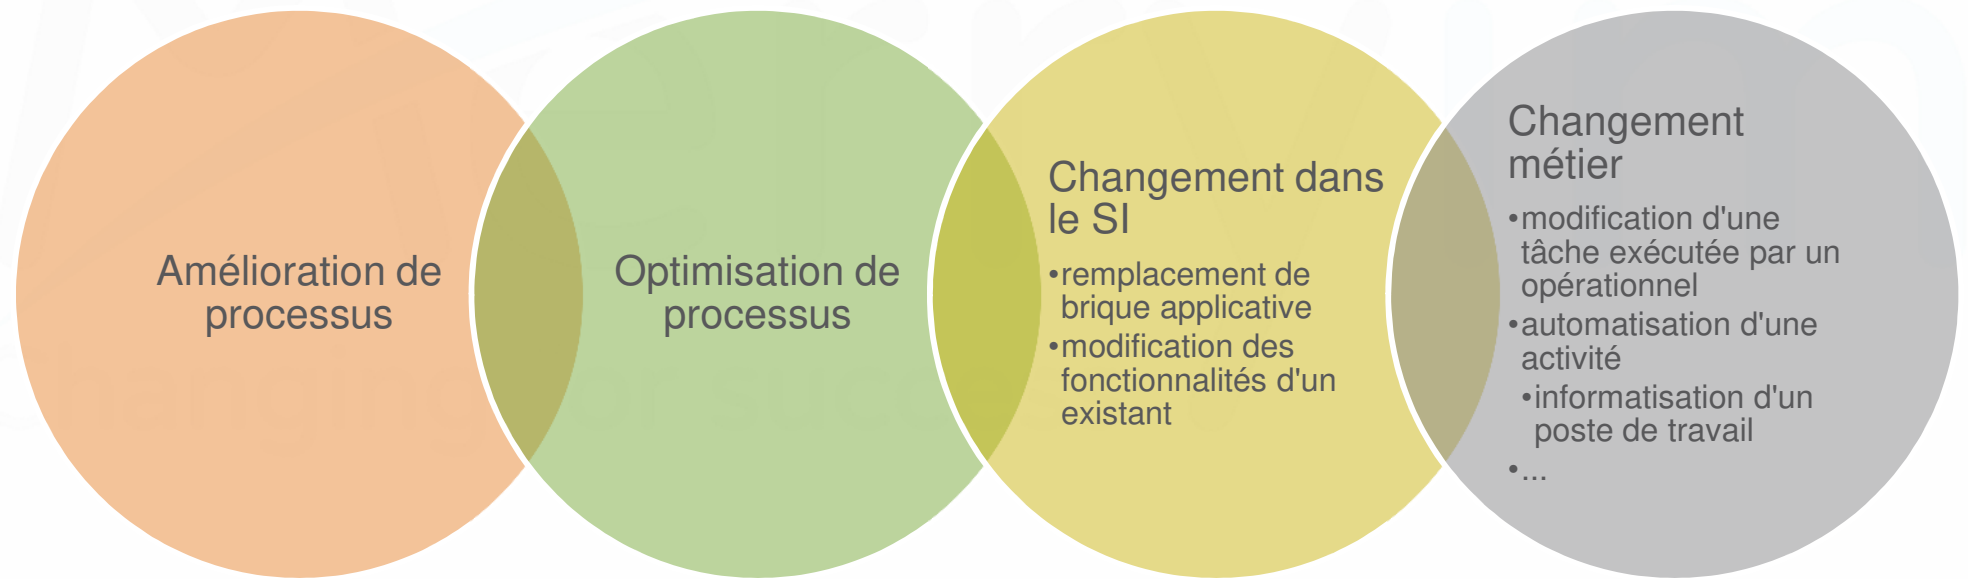 Amélioration de
processus
Optimisation de
processus
Changement dans
le SI
•remplacement de
brique applicative
•modification des
fonctionnalités d'un
existant
Changement
métier
•modification d'une
tâche exécutée par un
opérationnel
•automatisation d'une
activité
•informatisation d'un
poste de travail
•...